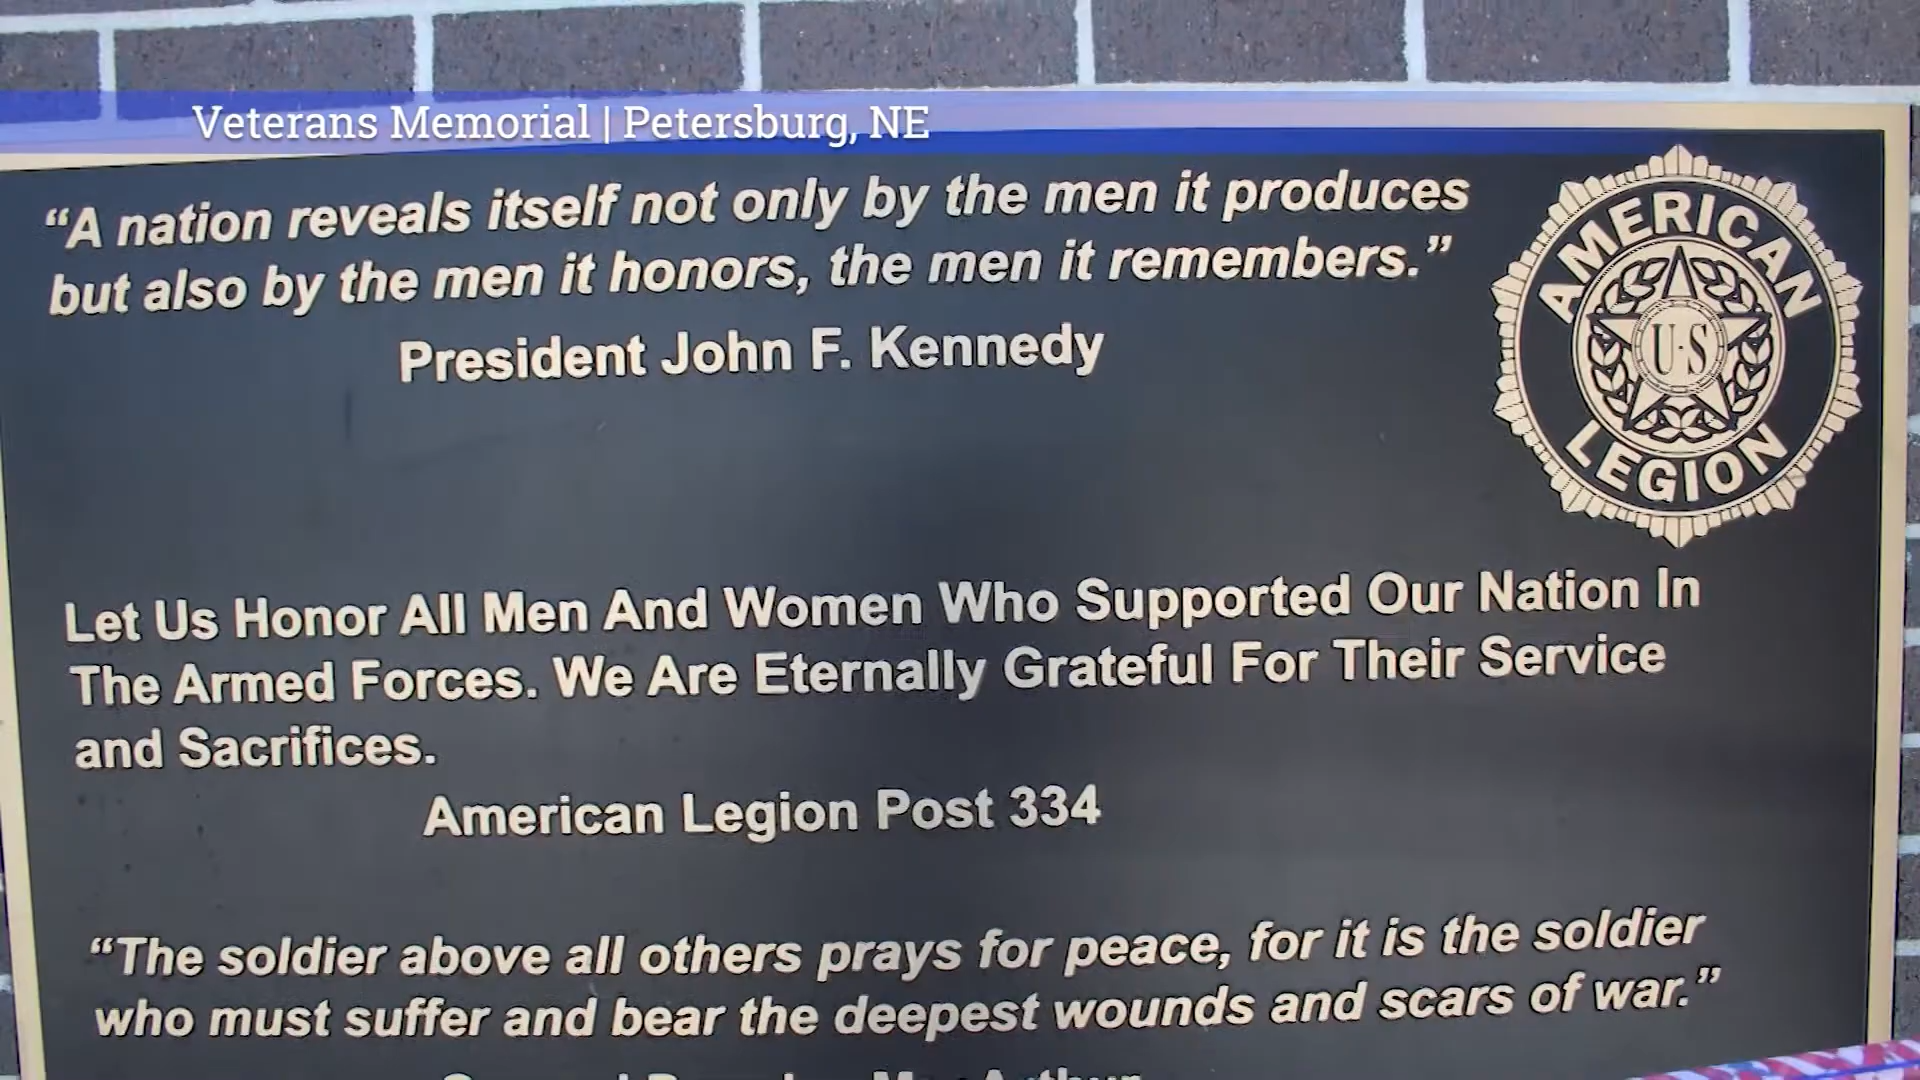 Veterans Memorial | Petersburg, NE
“A nation reveals itself not only by the men it produces
but also by the men it honors, the men it remembers.”
President John F. Kennedy
AMERICAN
U·S
LEGION
Let Us Honor All Men And Women Who Supported Our Nation In
The Armed Forces. We Are Eternally Grateful For Their Service
and Sacrifices.
American Legion Post 334
“The soldier above all others prays for peace, for it is the soldier
who must suffer and bear the deepest wounds and scars of war.”